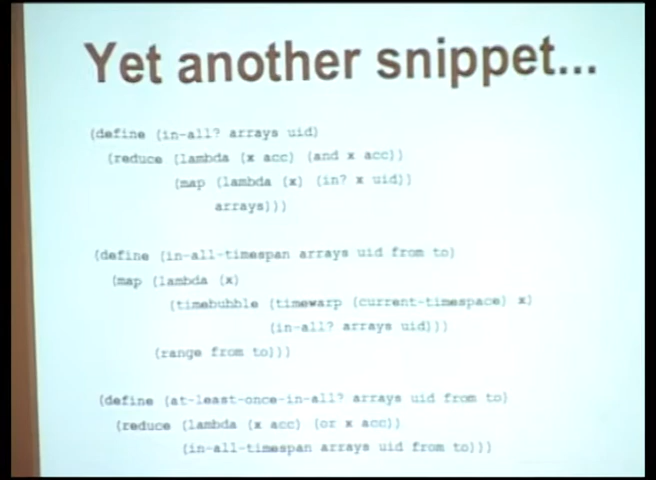 Yet another snippet...
(define (in-all? arrays uid)
(reduce (lambda (x acc) (and x acc))
(map (lambda (x) (in? x uid))
arrays)))
(define (in-all-timespan arrays uid from to)
(map (lambda (x)
(timebubble (timewarp (current-timespace) x)
(in-all? arrays uid)))
(range from to)))
(define (at-least-once-in-all? arrays uid from to)
(reduce (lambda (x acc) (or x acc))
(in-all-timespan arrays uid from to)))